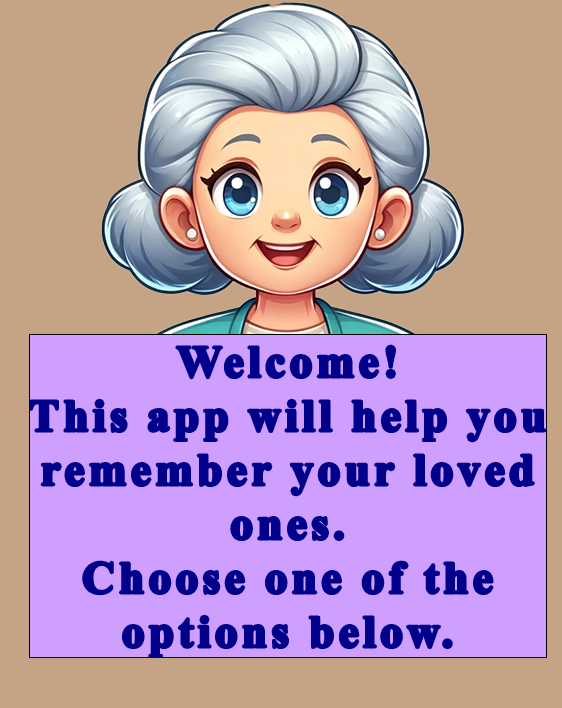 Welcome!
This app will help you
remember your loved
ones.
Choose one of the
options below.